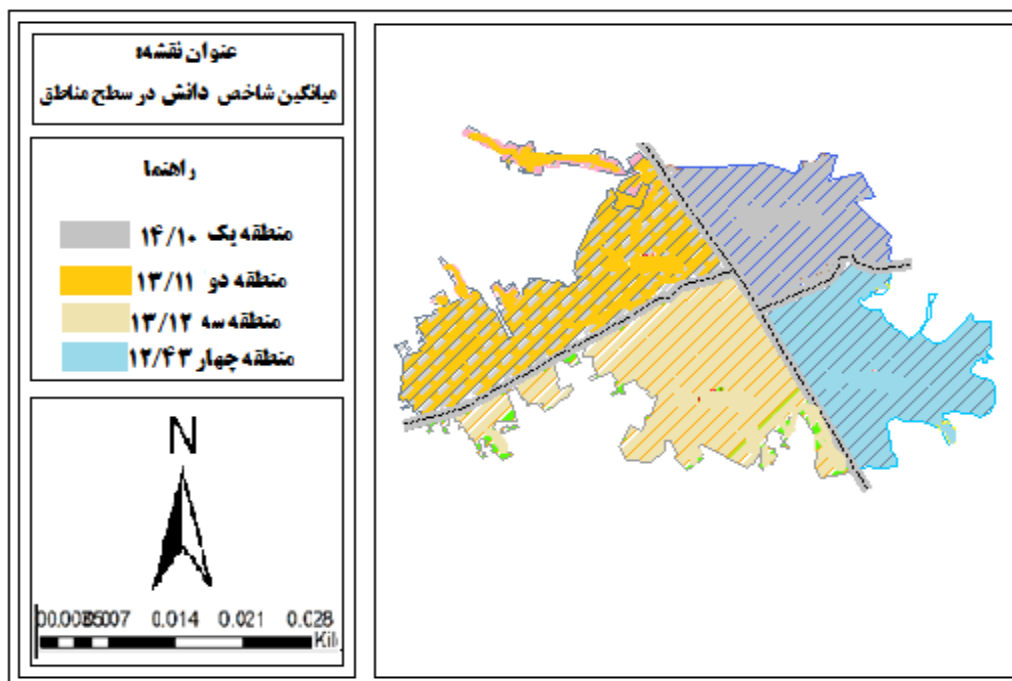 عنوان نقشه:
میانگین شاخص دانش در سطح مناطق
راهنما
منطقه یک ۱۴/۱۰
منطقه دو ۱۳/۱۱
منطقه سه ۱۳/۱۲
منطقه چهار ۱۲/۴۳
N
0.014 0.021 0.028
Kil